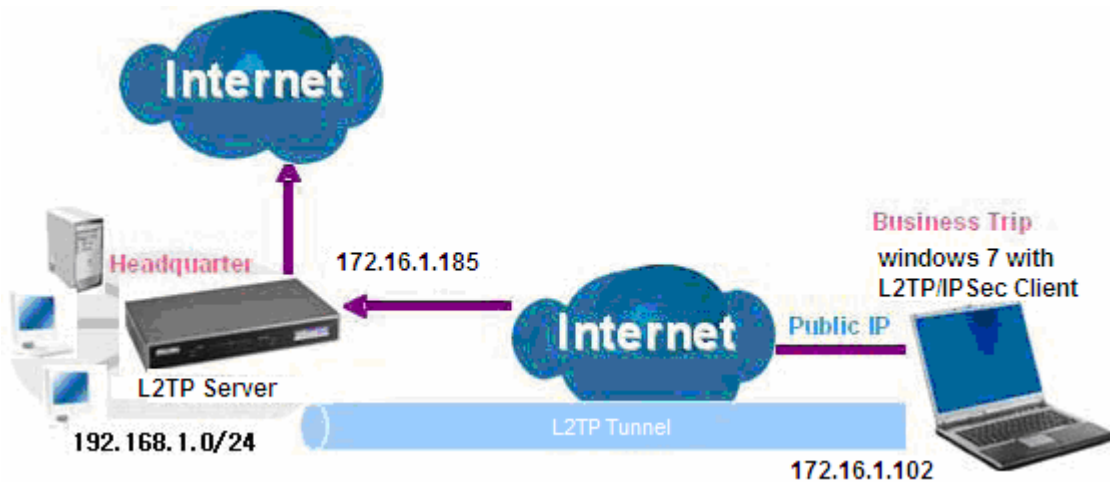 Internet
Headquarter
172.16.1.185
Business Trip
windows 7 with
L2TP/IPSec Client
Internet
Public IP
L2TP Server
192.168.1.0/24
L2TP Tunnel
172.16.1.102